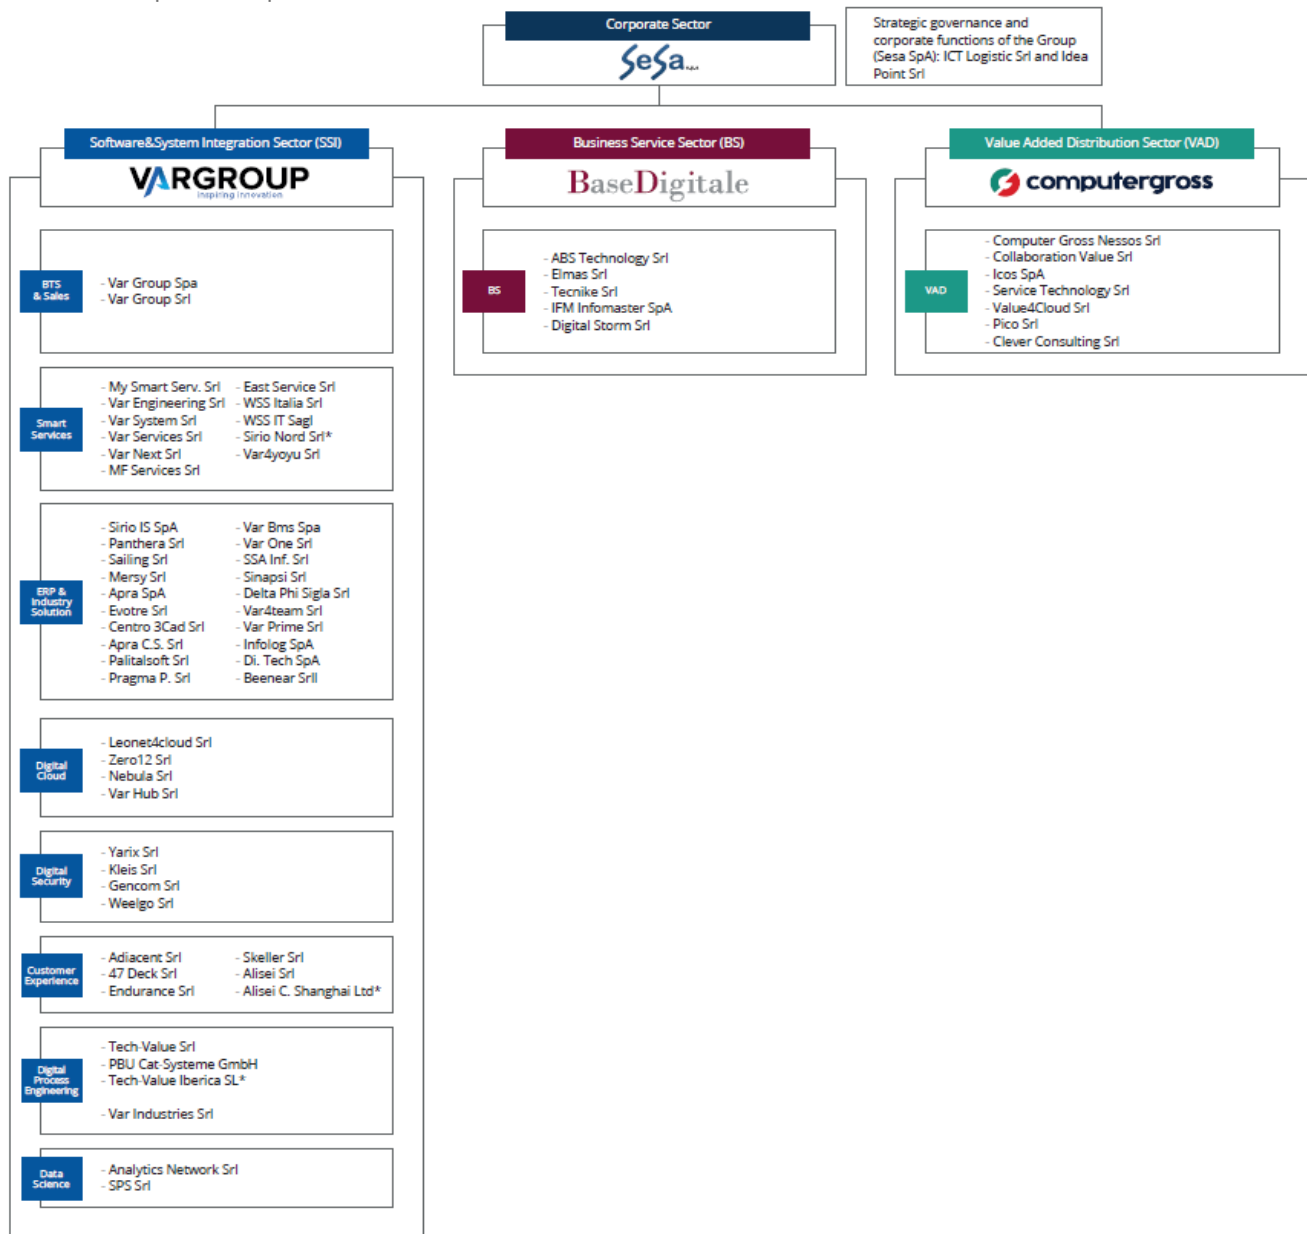 Corporate Sector
SeSa
Strategic governance and
corporate functions of the Group
(Sesa SpA): ICT Logistic Srl and Idea
Point Srl
Software&System Integration Sector (SSI)
VARGROUP
Inspiring Innovation
Business Service Sector (BS)
BaseDigitale
Value Added Distribution Sector (VAD)
computergross
BTS
& Sales
- Var Group Spa
- Var Group Srl
BS
- ABS Technology Srl
- Elmas Srl
- Tecnike Srl
- IFM Infomaster SpA
- Digital Storm Srl
VAD
- Computer Gross Nessos Srl
- Collaboration Value Srl
- Icos SpA
- Service Technology Srl
- Value4Cloud Srl
- Pico Srl
- Clever Consulting Srl
Smart
Services
- My Smart Serv. Srl
- Var Engineering Srl
- Var System Srl
- Var Services Srl
- Var Next Srl
- MF Services Srl
- East Service Srl
- WSS Italia Srl
- WSS IT Sagl
- Sirio Nord Srl*
- Var4yoyu Srl
ERP &
Industry
Solution
- Sirio IS SpA
- Panthera Srl
- Sailing Srl
- Mersy Srl
- Apra SpA
- Evotre Srl
- Centro 3Cad Srl
- Apra C.S. Srl
- Palitalsoft Srl
- Pragma P. Srl
- Var Bms Spa
- Var One Srl
- SSA Inf. Srl
- Sinapsi Srl
- Delta Phi Sigla Srl
- Var4team Srl
- Var Prime Srl
- Infolog SpA
- Di. Tech SpA
- Beenear Srll
Digital
Cloud
- Leonet4cloud Srl
- Zero12 Srl
- Nebula Srl
- Var Hub Srl
Digital
Security
- Yarix Srl
- Kleis Srl
- Gencom Srl
- Weelgo Srl
Customer
Experience
- Adiacent Srl
- 47 Deck Srl
- Endurance Srl
- Skeller Srl
- Alisei Srl
- Alisei C. Shanghai Ltd*
Digital
Process
Engineering
- Tech-Value Srl
- PBU Cat-Systeme GmbH
- Tech-Value Iberica SL*
- Var Industries Srl
Data
Science
- Analytics Network Srl
- SPS Srl